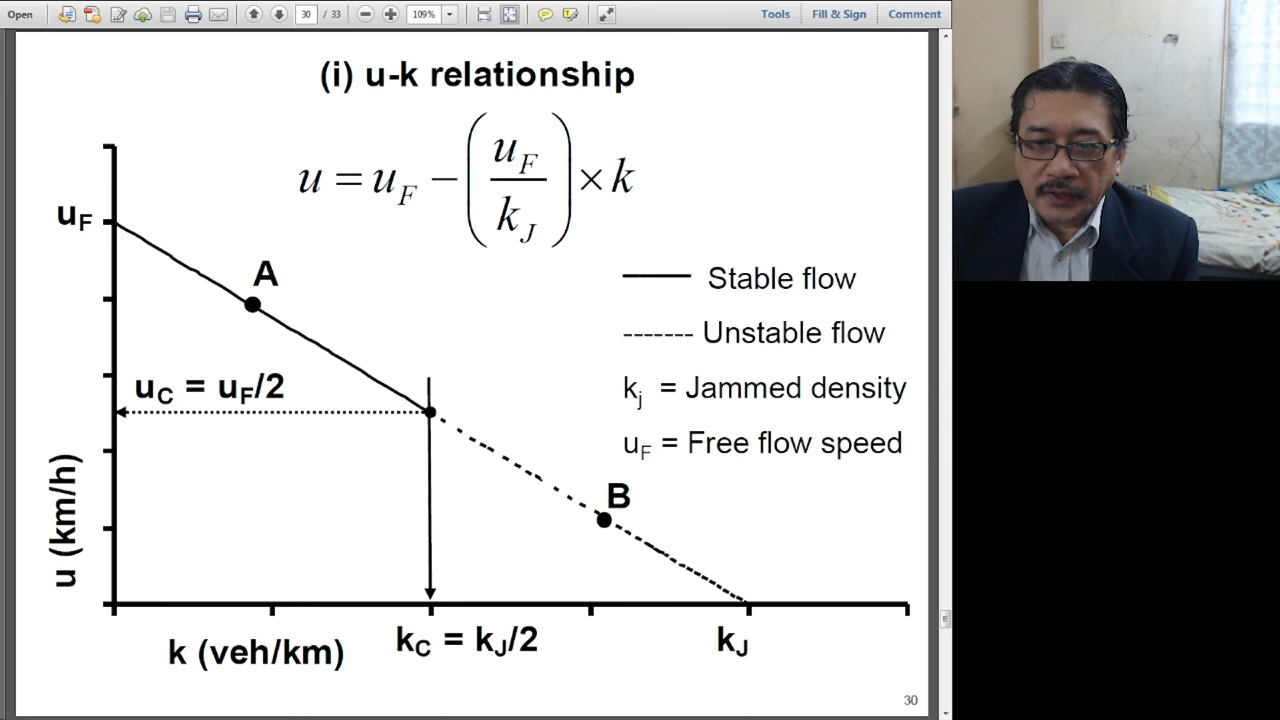 Open
30 / 33
109%
Tools
Fill & Sign
Comment
(i) u-k relationship
u = u_F − (u_F / k_J) × k
u_F
A
Stable flow
Unstable flow
u_C = u_F/2
k_j = Jammed density
u_F = Free flow speed
B
u (km/h)
k (veh/km)
k_C = k_J/2
k_J
30